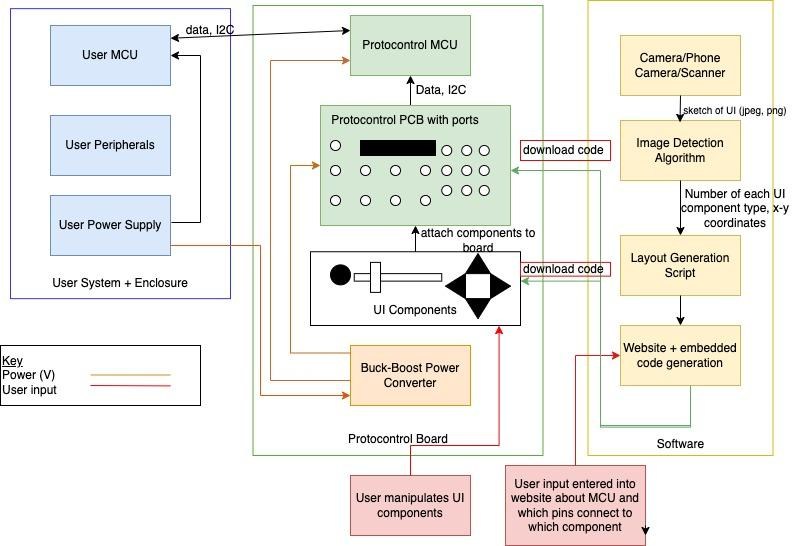 data, I2C
User MCU
User Peripherals
User Power Supply
User System + Enclosure
Key
Power (V)
User input
Protocontrol MCU
Data, I2C
Protocontrol PCB with ports
attach components to
board
UI Components
Buck-Boost Power
Converter
Protocontrol Board
User manipulates UI
components
download code
download code
Camera/Phone
Camera/Scanner
sketch of UI (jpeg, png)
Image Detection
Algorithm
Number of each UI
component type, x-y
coordinates
Layout Generation
Script
Website + embedded
code generation
Software
User input entered into
website about MCU and
which pins connect to
which component